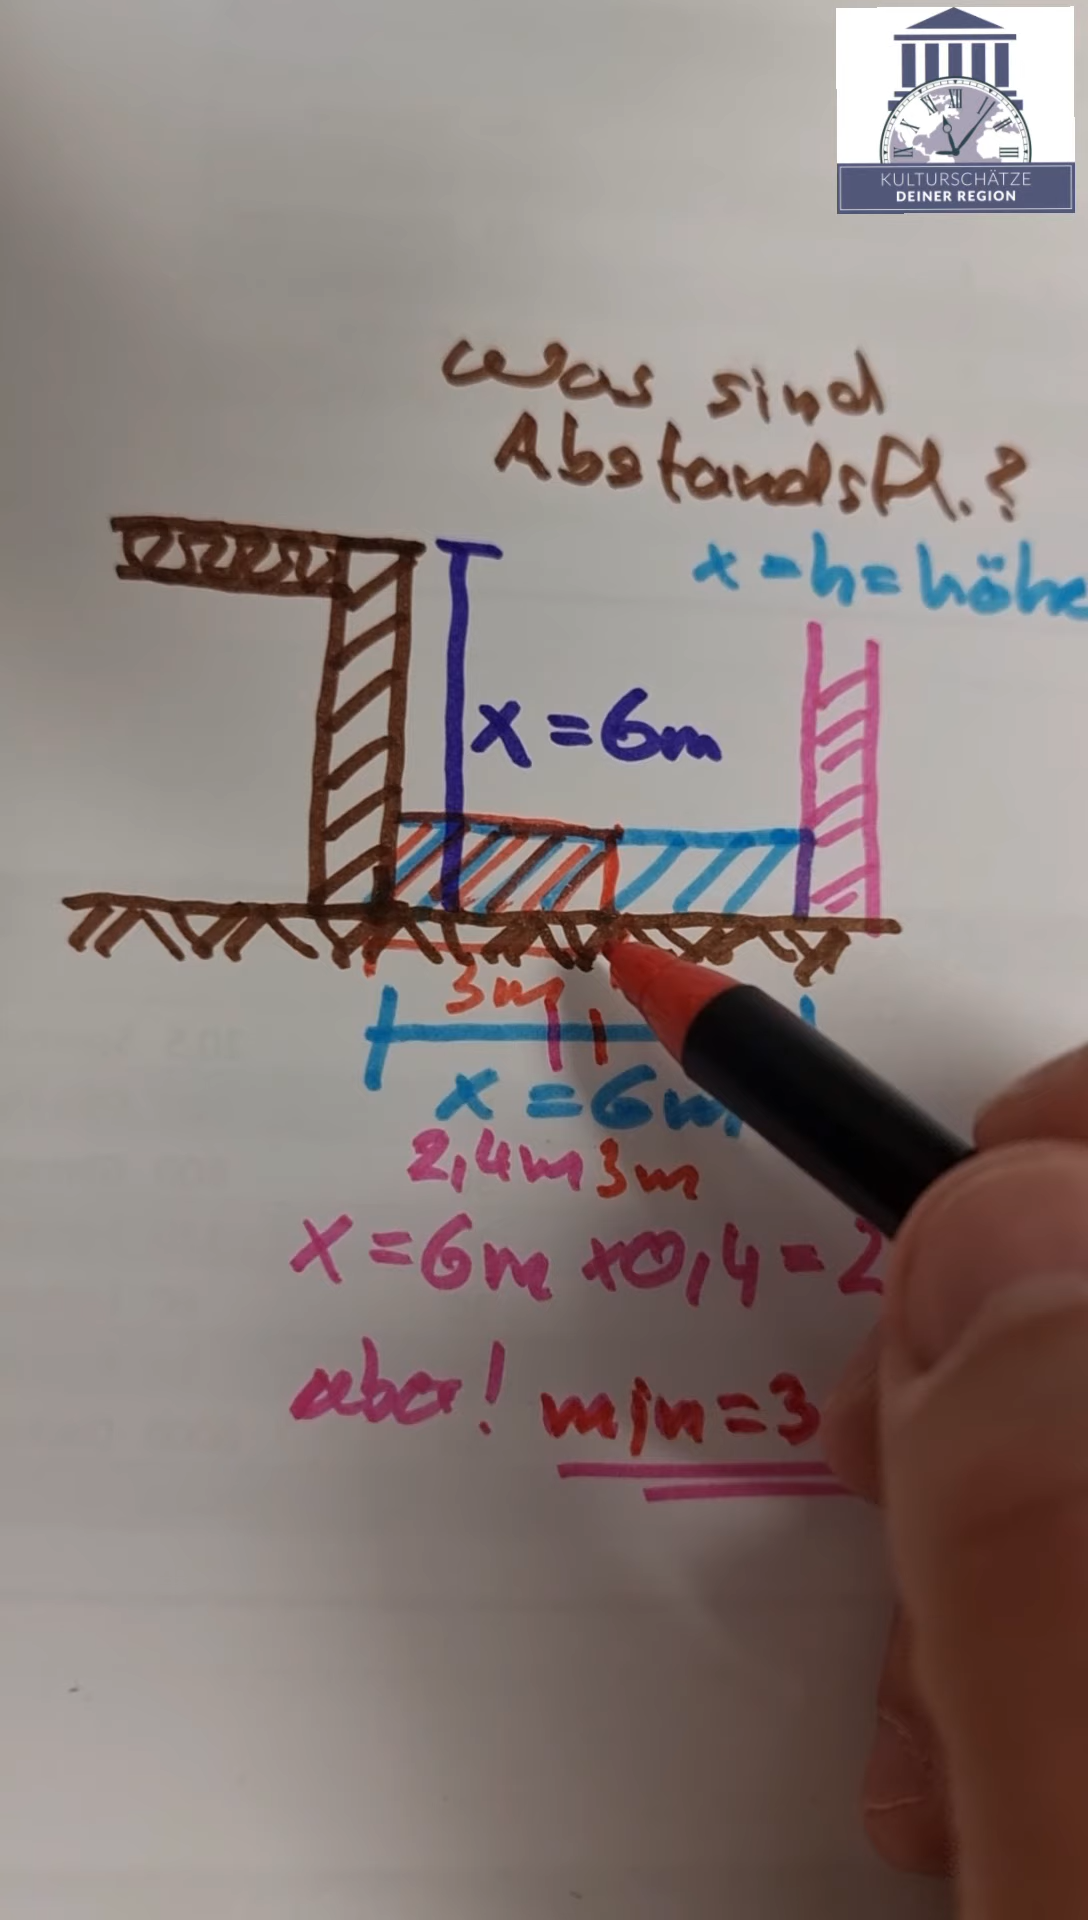 KULTURSCHÄTZE
DEINER REGION
Was sind
Abstandsfl.?
x = h = höhe
x = 6m
3m
x = 6m
2,4m 3m
x = 6m x 0,4 = 2
aber! min = 3